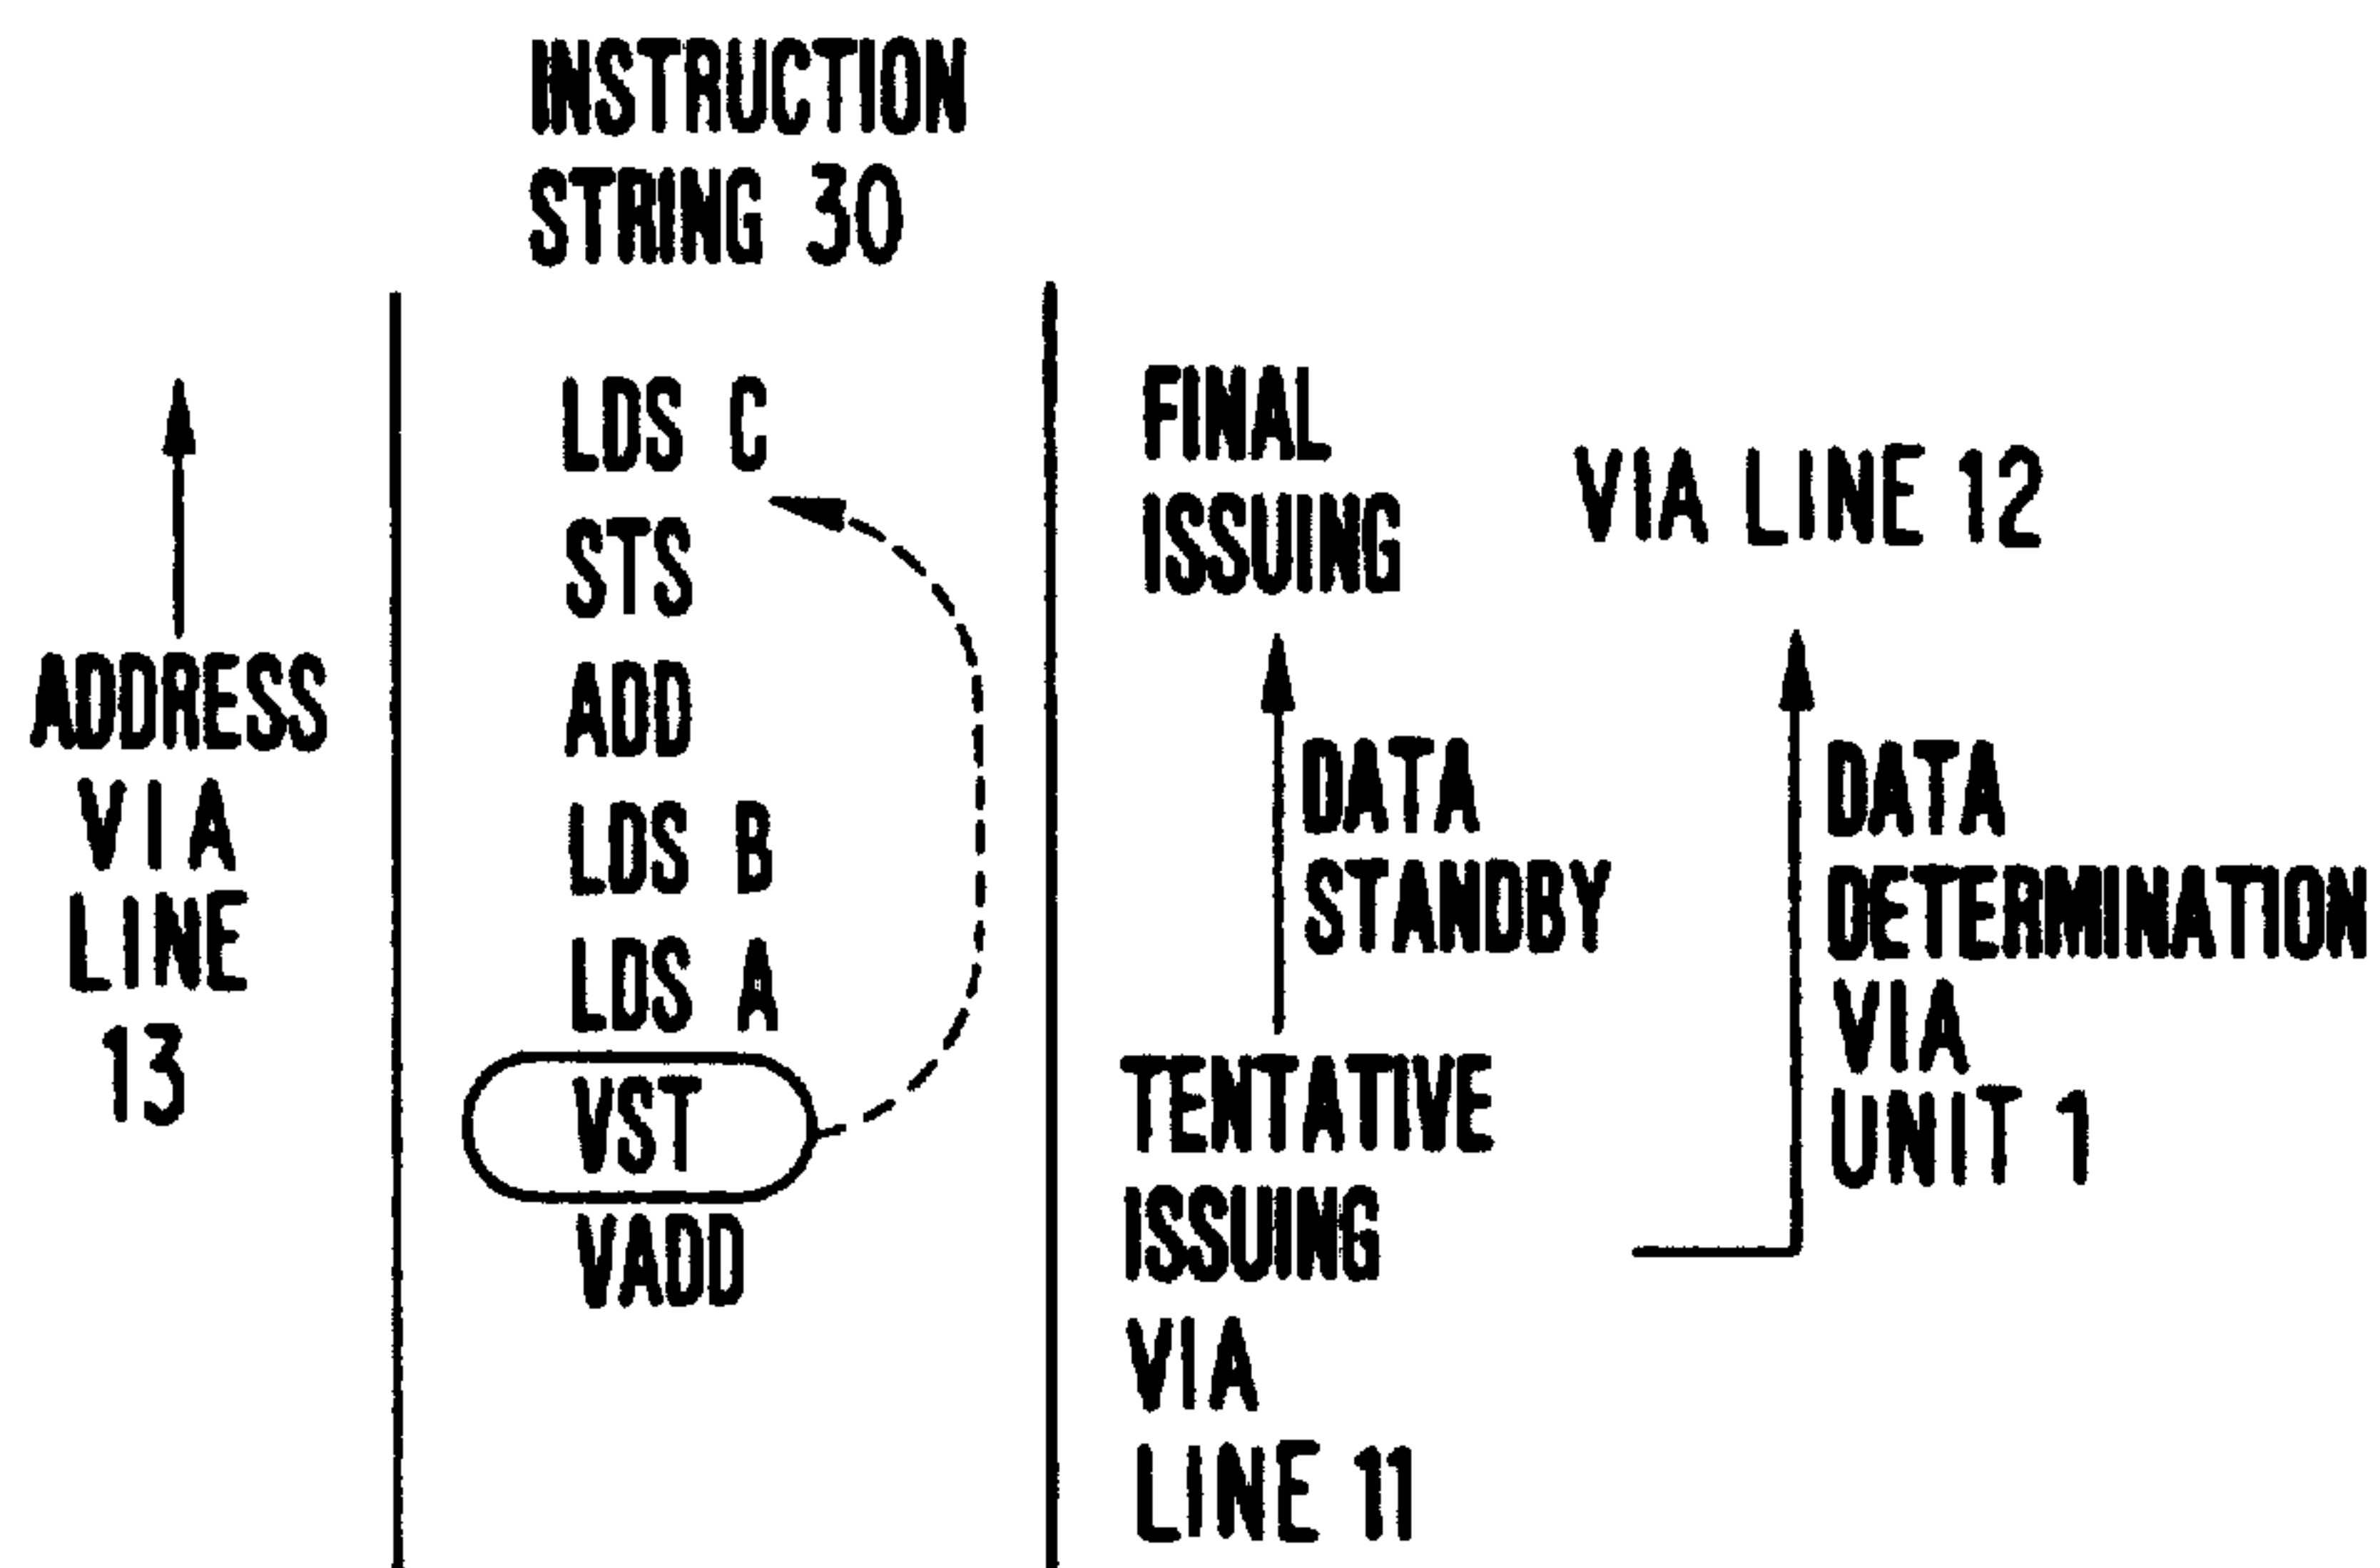 INSTRUCTION
STRING 30
ADDRESS
VIA
LINE
13
LDS C
STS
ADD
LDS B
LDS A
VST
VADD
FINAL
ISSUING
VIA LINE 12
DATA
STANDBY
TENTATIVE
ISSUING
VIA
LINE 11
DATA
DETERMINATION
VIA
UNIT 1